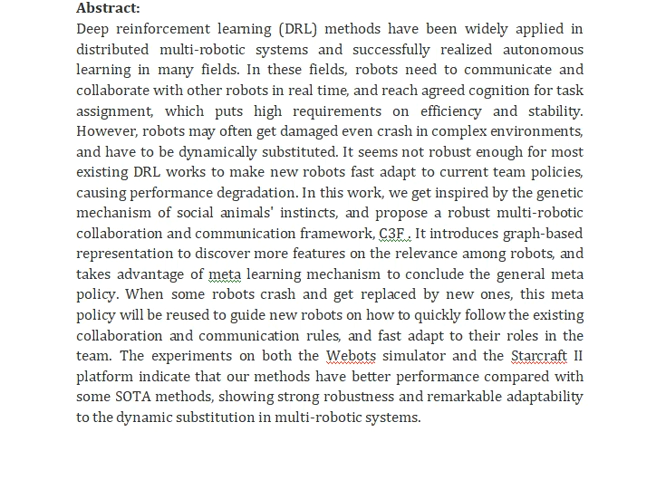 Abstract:
Deep reinforcement learning (DRL) methods have been widely applied in
distributed multi-robotic systems and successfully realized autonomous
learning in many fields. In these fields, robots need to communicate and
collaborate with other robots in real time, and reach agreed cognition for task
assignment, which puts high requirements on efficiency and stability.
However, robots may often get damaged even crash in complex environments,
and have to be dynamically substituted. It seems not robust enough for most
existing DRL works to make new robots fast adapt to current team policies,
causing performance degradation. In this work, we get inspired by the genetic
mechanism of social animals' instincts, and propose a robust multi-robotic
collaboration and communication framework, C3F . It introduces graph-based
representation to discover more features on the relevance among robots, and
takes advantage of meta learning mechanism to conclude the general meta
policy. When some robots crash and get replaced by new ones, this meta
policy will be reused to guide new robots on how to quickly follow the existing
collaboration and communication rules, and fast adapt to their roles in the
team. The experiments on both the Webots simulator and the Starcraft II
platform indicate that our methods have better performance compared with
some SOTA methods, showing strong robustness and remarkable adaptability
to the dynamic substitution in multi-robotic systems.